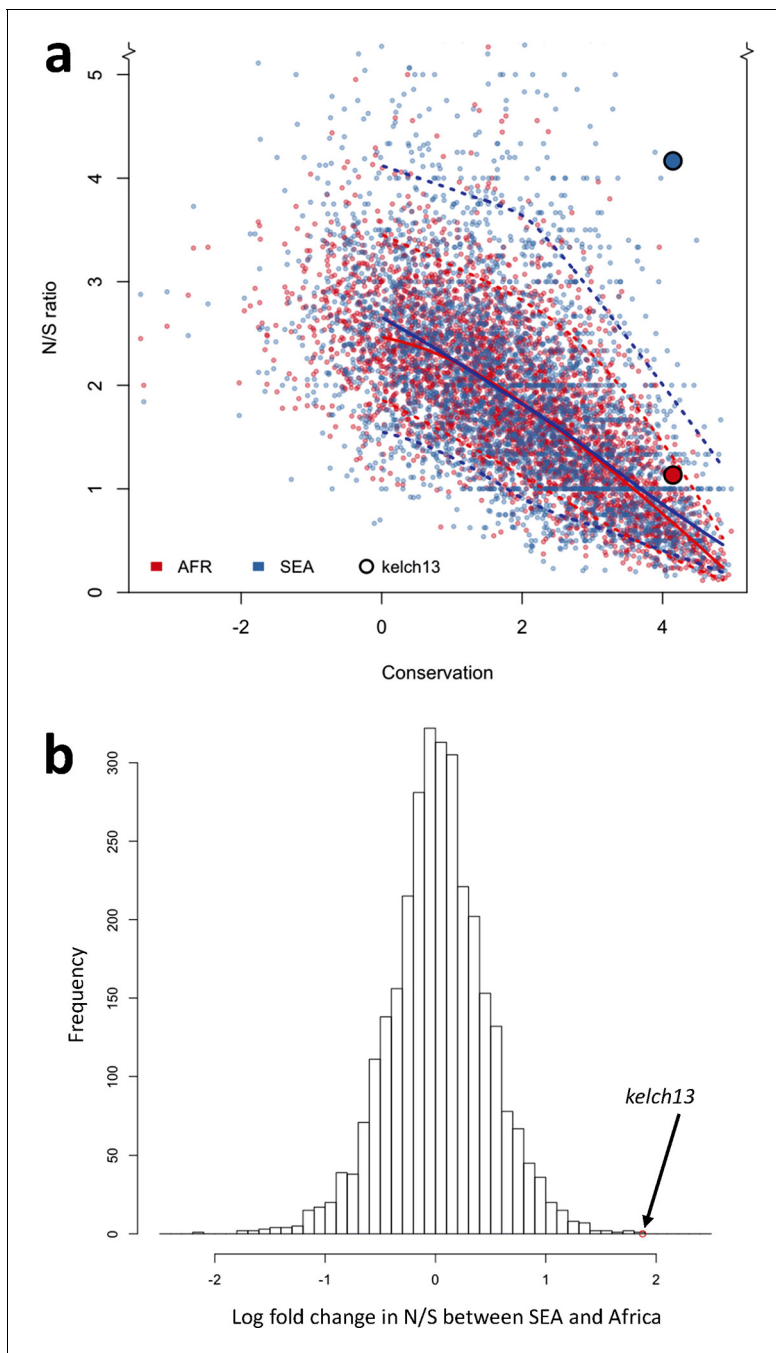 a
5
4
3
2
1
0
N/S ratio
AFR SEA kelch13
-2 0 2 4
Conservation
b
300
250
200
150
100
50
0
Frequency
kelch13
-2 -1 0 1 2
Log fold change in N/S between SEA and Africa